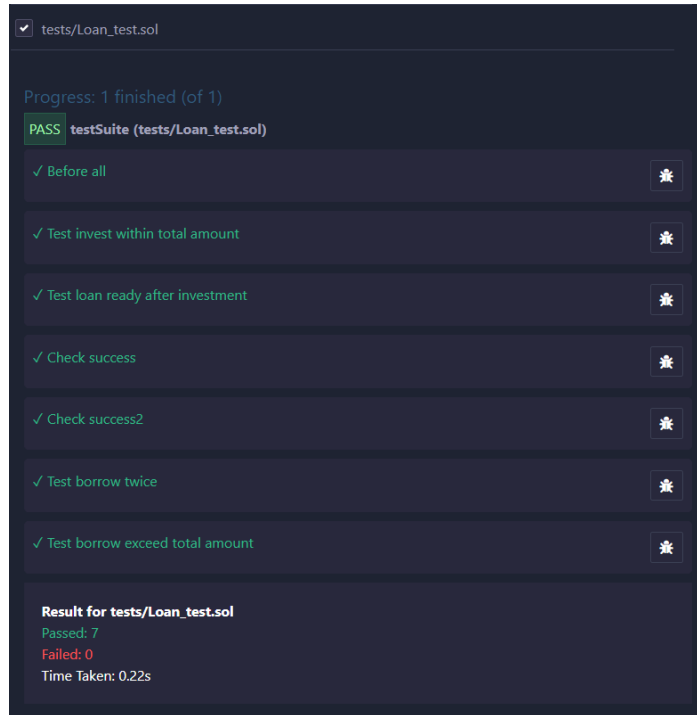 tests/Loan_test.sol
Progress: 1 finished (of 1)
PASS testSuite (tests/Loan_test.sol)
✓ Before all
✓ Test invest within total amount
✓ Test loan ready after investment
✓ Check success
✓ Check success2
✓ Test borrow twice
✓ Test borrow exceed total amount
Result for tests/Loan_test.sol
Passed: 7
Failed: 0
Time Taken: 0.22s